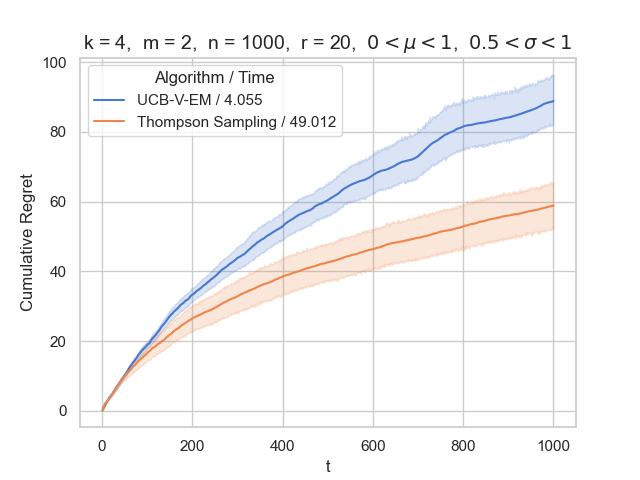 k = 4, m = 2, n = 1000, r = 20, 0 < μ < 1, 0.5 < σ < 1
Algorithm / Time
UCB-V-EM / 4.055
Thompson Sampling / 49.012
Cumulative Regret
100
80
60
40
20
0
0 200 400 600 800 1000
t